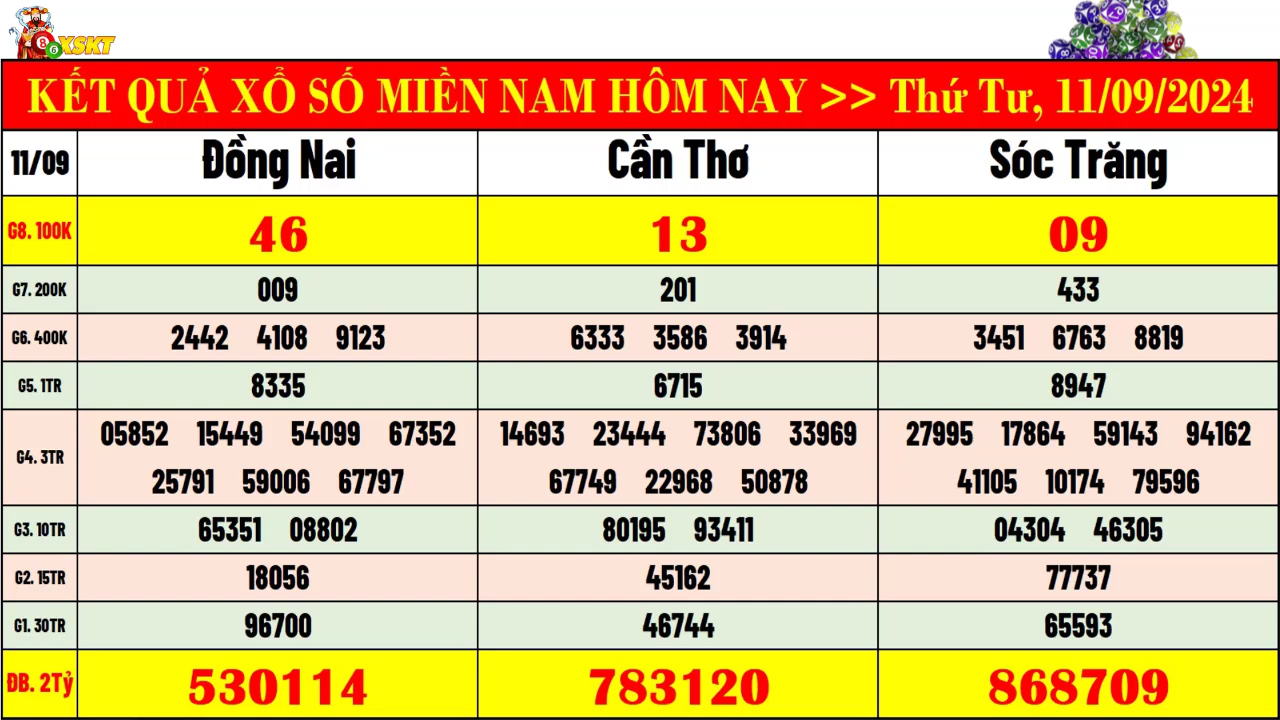 XSKT
KẾT QUẢ XỔ SỐ MIỀN NAM HÔM NAY >> Thứ Tư, 11/09/2024
11/09 Đồng Nai Cần Thơ Sóc Trăng
G8. 100K 46 13 09
G7. 200K 009 201 433
G6. 400K 2442 4108 9123 6333 3586 3914 3451 6763 8819
G5. 1TR 8335 6715 8947
G4. 3TR 05852 15449 54099 67352 14693 23444 73806 33969 27995 17864 59143 94162
25791 59006 67797 67749 22968 50878 41105 10174 79596
G3. 10TR 65351 08802 80195 93411 04304 46305
G2. 15TR 18056 45162 77737
G1. 30TR 96700 46744 65593
ĐB. 2Tỷ 530114 783120 868709